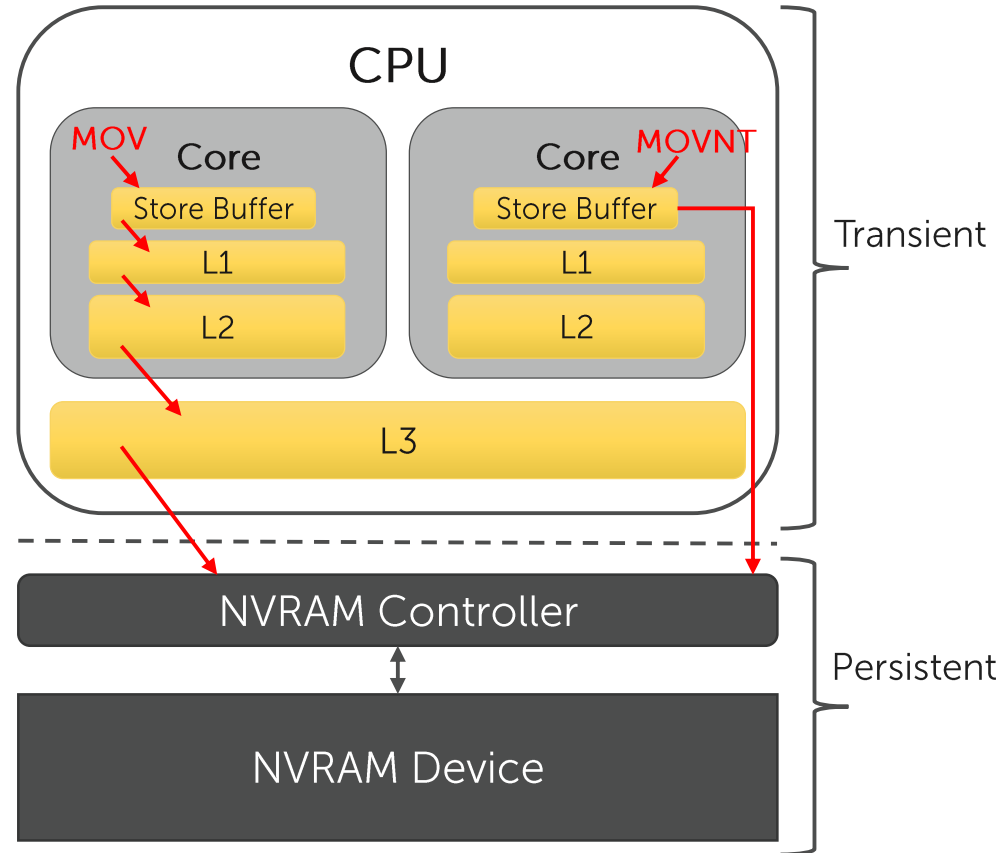 CPU
MOV
Core
Store Buffer
L1
L2
Core
MOVNT
Store Buffer
L1
L2
L3
Transient
NVRAM Controller
NVRAM Device
Persistent